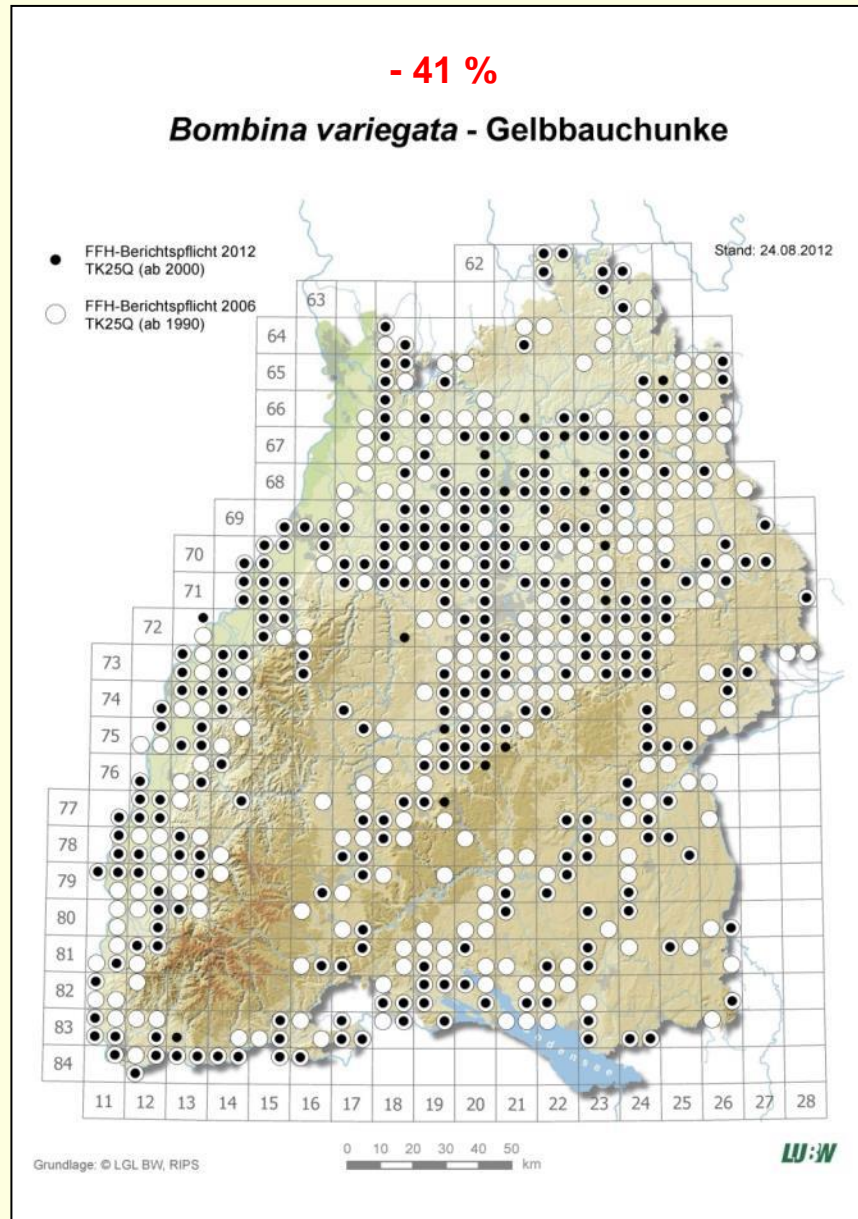 - 41 %
Bombina variegata - Gelbbauchunke
FFH-Berichtspflicht 2012
TK25Q (ab 2000)
Stand: 24.08.2012
FFH-Berichtspflicht 2006
TK25Q (ab 1990)
62
63
64
65
66
67
68
69
70
71
72
73
74
75
76
77
78
79
80
81
82
83
84
Bodensee
11 12 13 14 15 16 17 18 19 20 21 22 23 24 25 26 27 28
0 10 20 30 40 50
km
Grundlage: © LGL BW, RIPS
LUBW